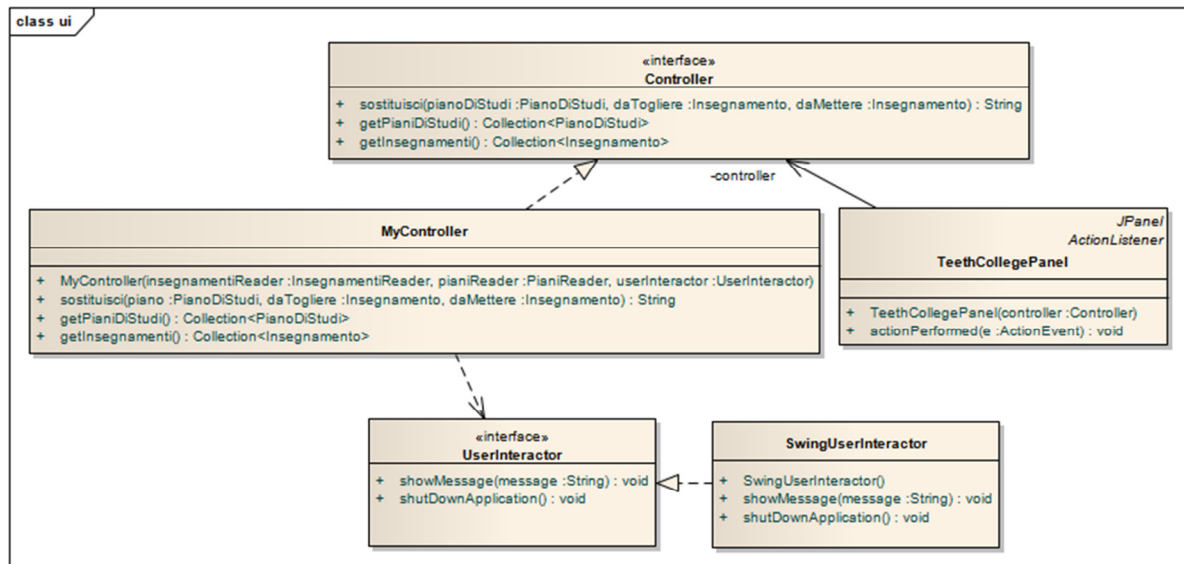 class ui
«interface»
Controller
+ sostituisci(pianoDiStudi :PianoDiStudi, daTogliere :Insegnamento, daMettere :Insegnamento) : String
+ getPianiDiStudi() : Collection<PianoDiStudi>
+ getInsegnamenti() : Collection<Insegnamento>
-controller
MyController
+ MyController(insegnamentiReader :InsegnamentiReader, pianiReader :PianiReader, userInteractor :UserInteractor)
+ sostituisci(piano :PianoDiStudi, daTogliere :Insegnamento, daMettere :Insegnamento) : String
+ getPianiDiStudi() : Collection<PianoDiStudi>
+ getInsegnamenti() : Collection<Insegnamento>
JPanel
ActionListener
TeethCollegePanel
+ TeethCollegePanel(controller :Controller)
+ actionPerformed(e :ActionEvent) : void
«interface»
UserInteractor
+ showMessage(message :String) : void
+ shutDownApplication() : void
SwingUserInteractor
+ SwingUserInteractor()
+ showMessage(message :String) : void
+ shutDownApplication() : void